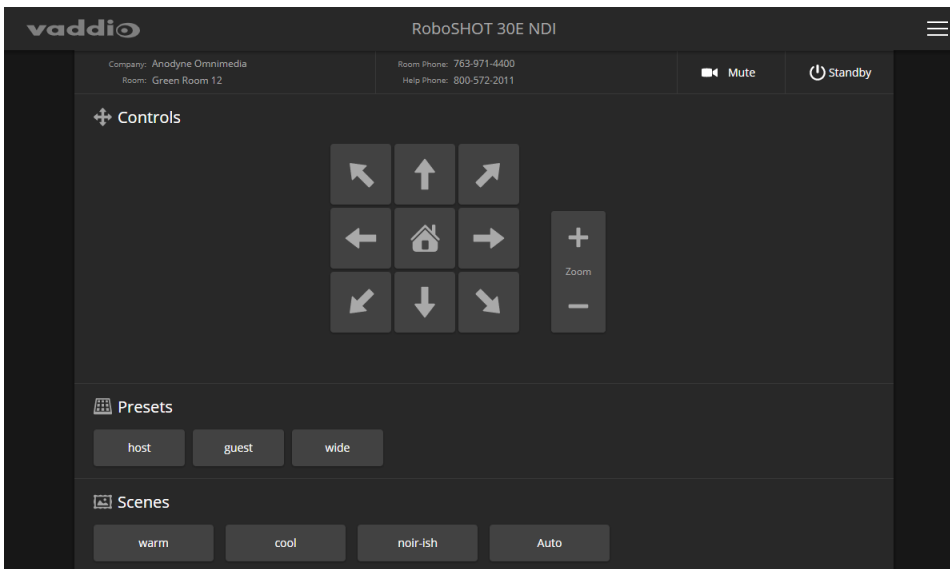 vaddio
RoboSHOT 30E NDI
Company: Anodyne Omnimedia
Room: Green Room 12
Room Phone: 763-971-4400
Help Phone: 800-572-2011
Mute
Standby
Controls
Zoom
Presets
host guest wide
Scenes
warm cool noir-ish Auto